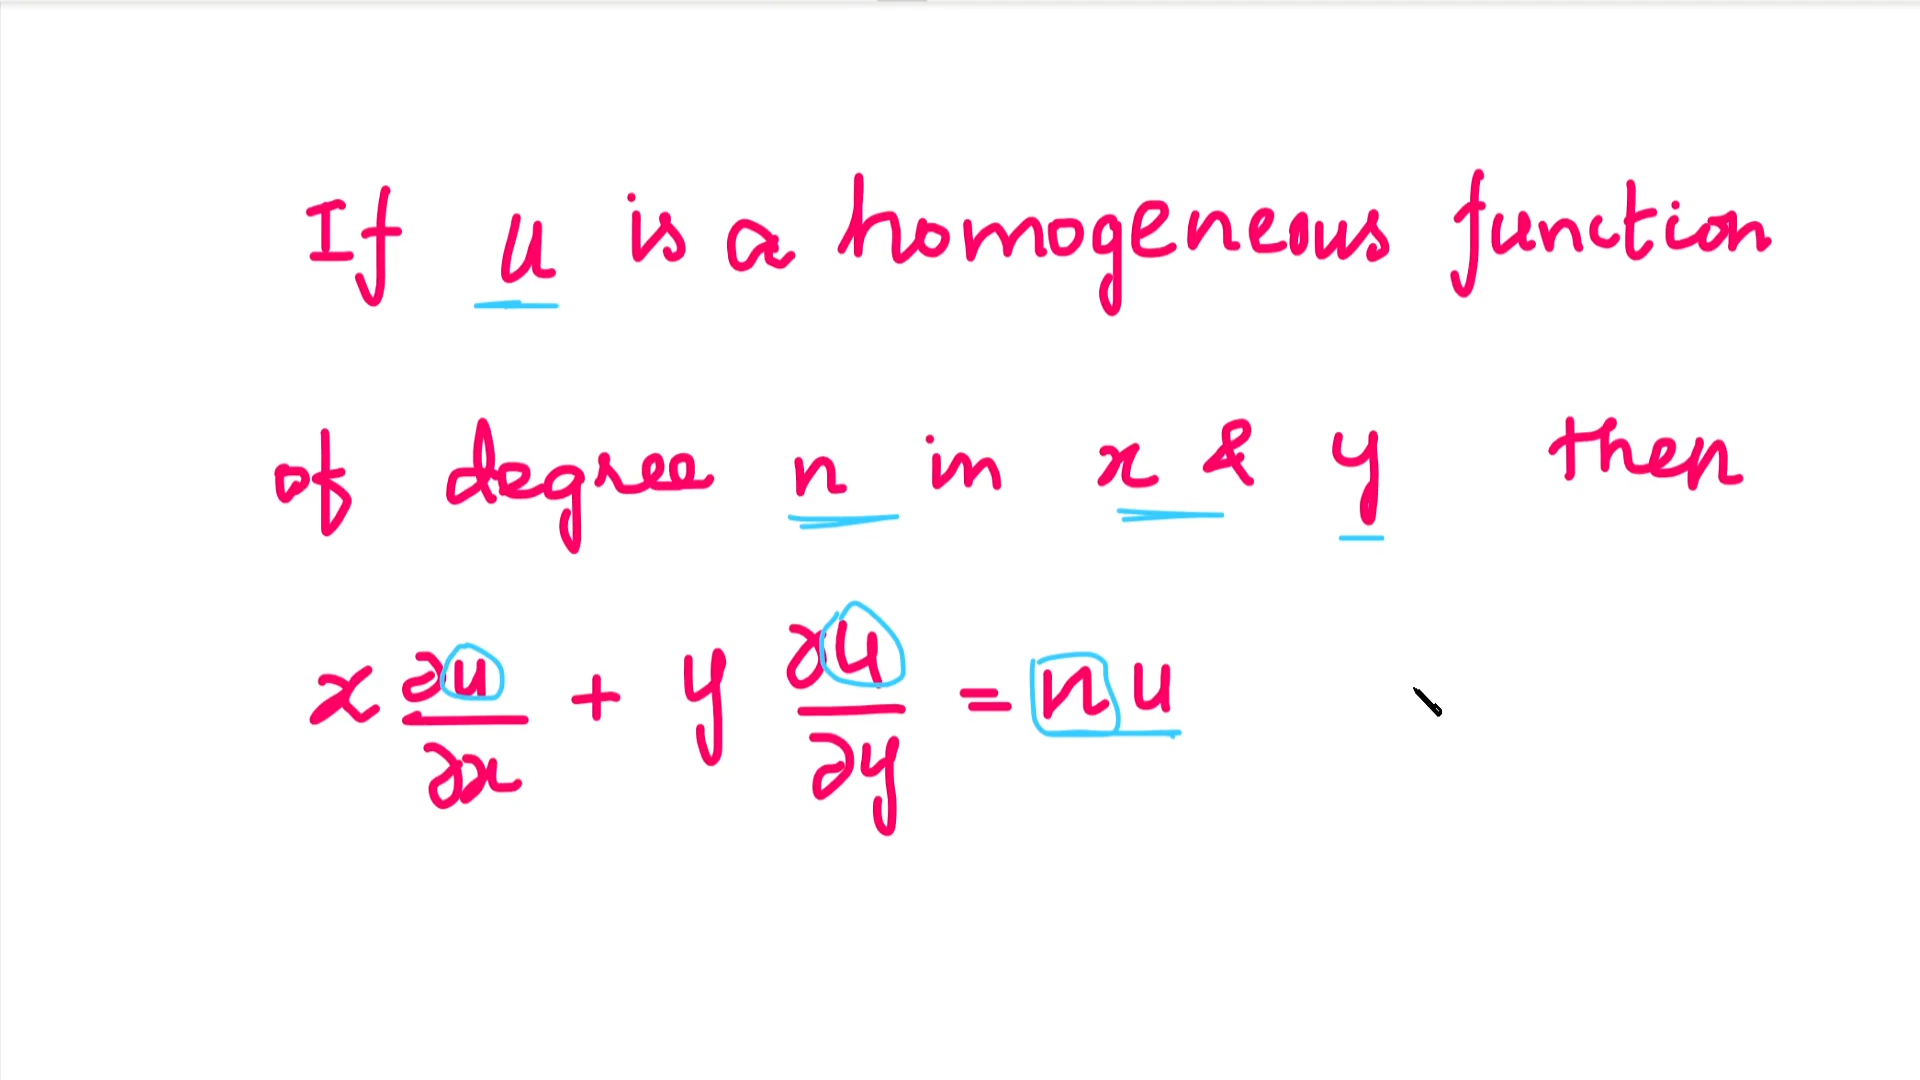 If u is a homogeneous function
of degree n in x & y then
x ∂u/∂x + y ∂u/∂y = nu